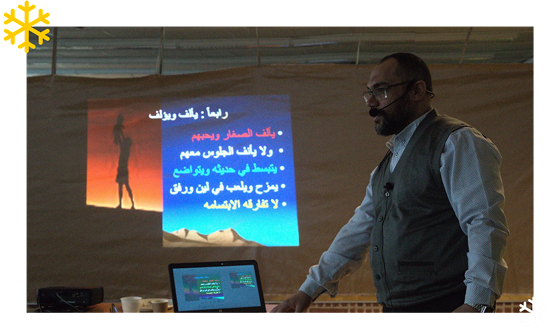 رابعاً : يألف ويؤلف
• يألف الصغار ويحبهم
• ولا يأنف الجلوس معهم
• يتبسط في حديثه ويتواضع
• يمزح ويلعب في لين ورفق
• لا تفارقه الابتسامه